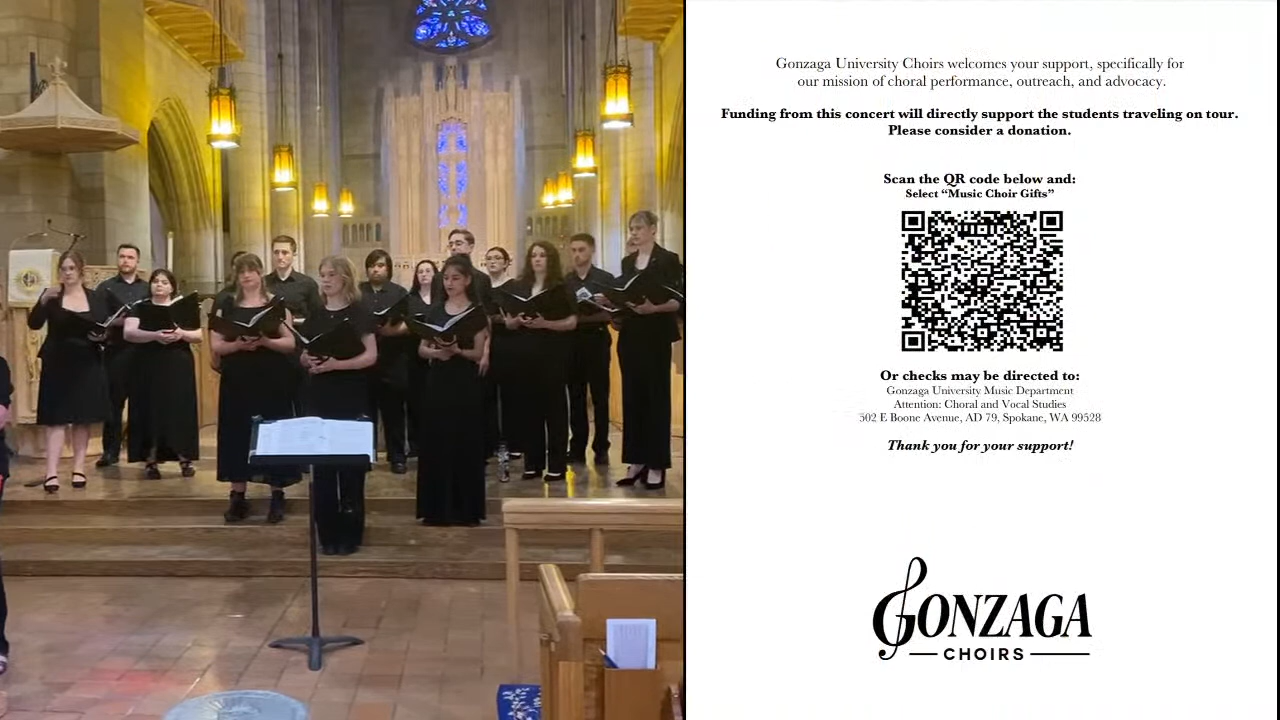 Gonzaga University Choirs welcomes your support, specifically for
our mission of choral performance, outreach, and advocacy.
Funding from this concert will directly support the students traveling on tour.
Please consider a donation.
Scan the QR code below and:
Select “Music Choir Gifts”
Or checks may be directed to:
Gonzaga University Music Department
Attention: Choral and Vocal Studies
502 E Boone Avenue, AD 79, Spokane, WA 99528
Thank you for your support!
GONZAGA
CHOIRS